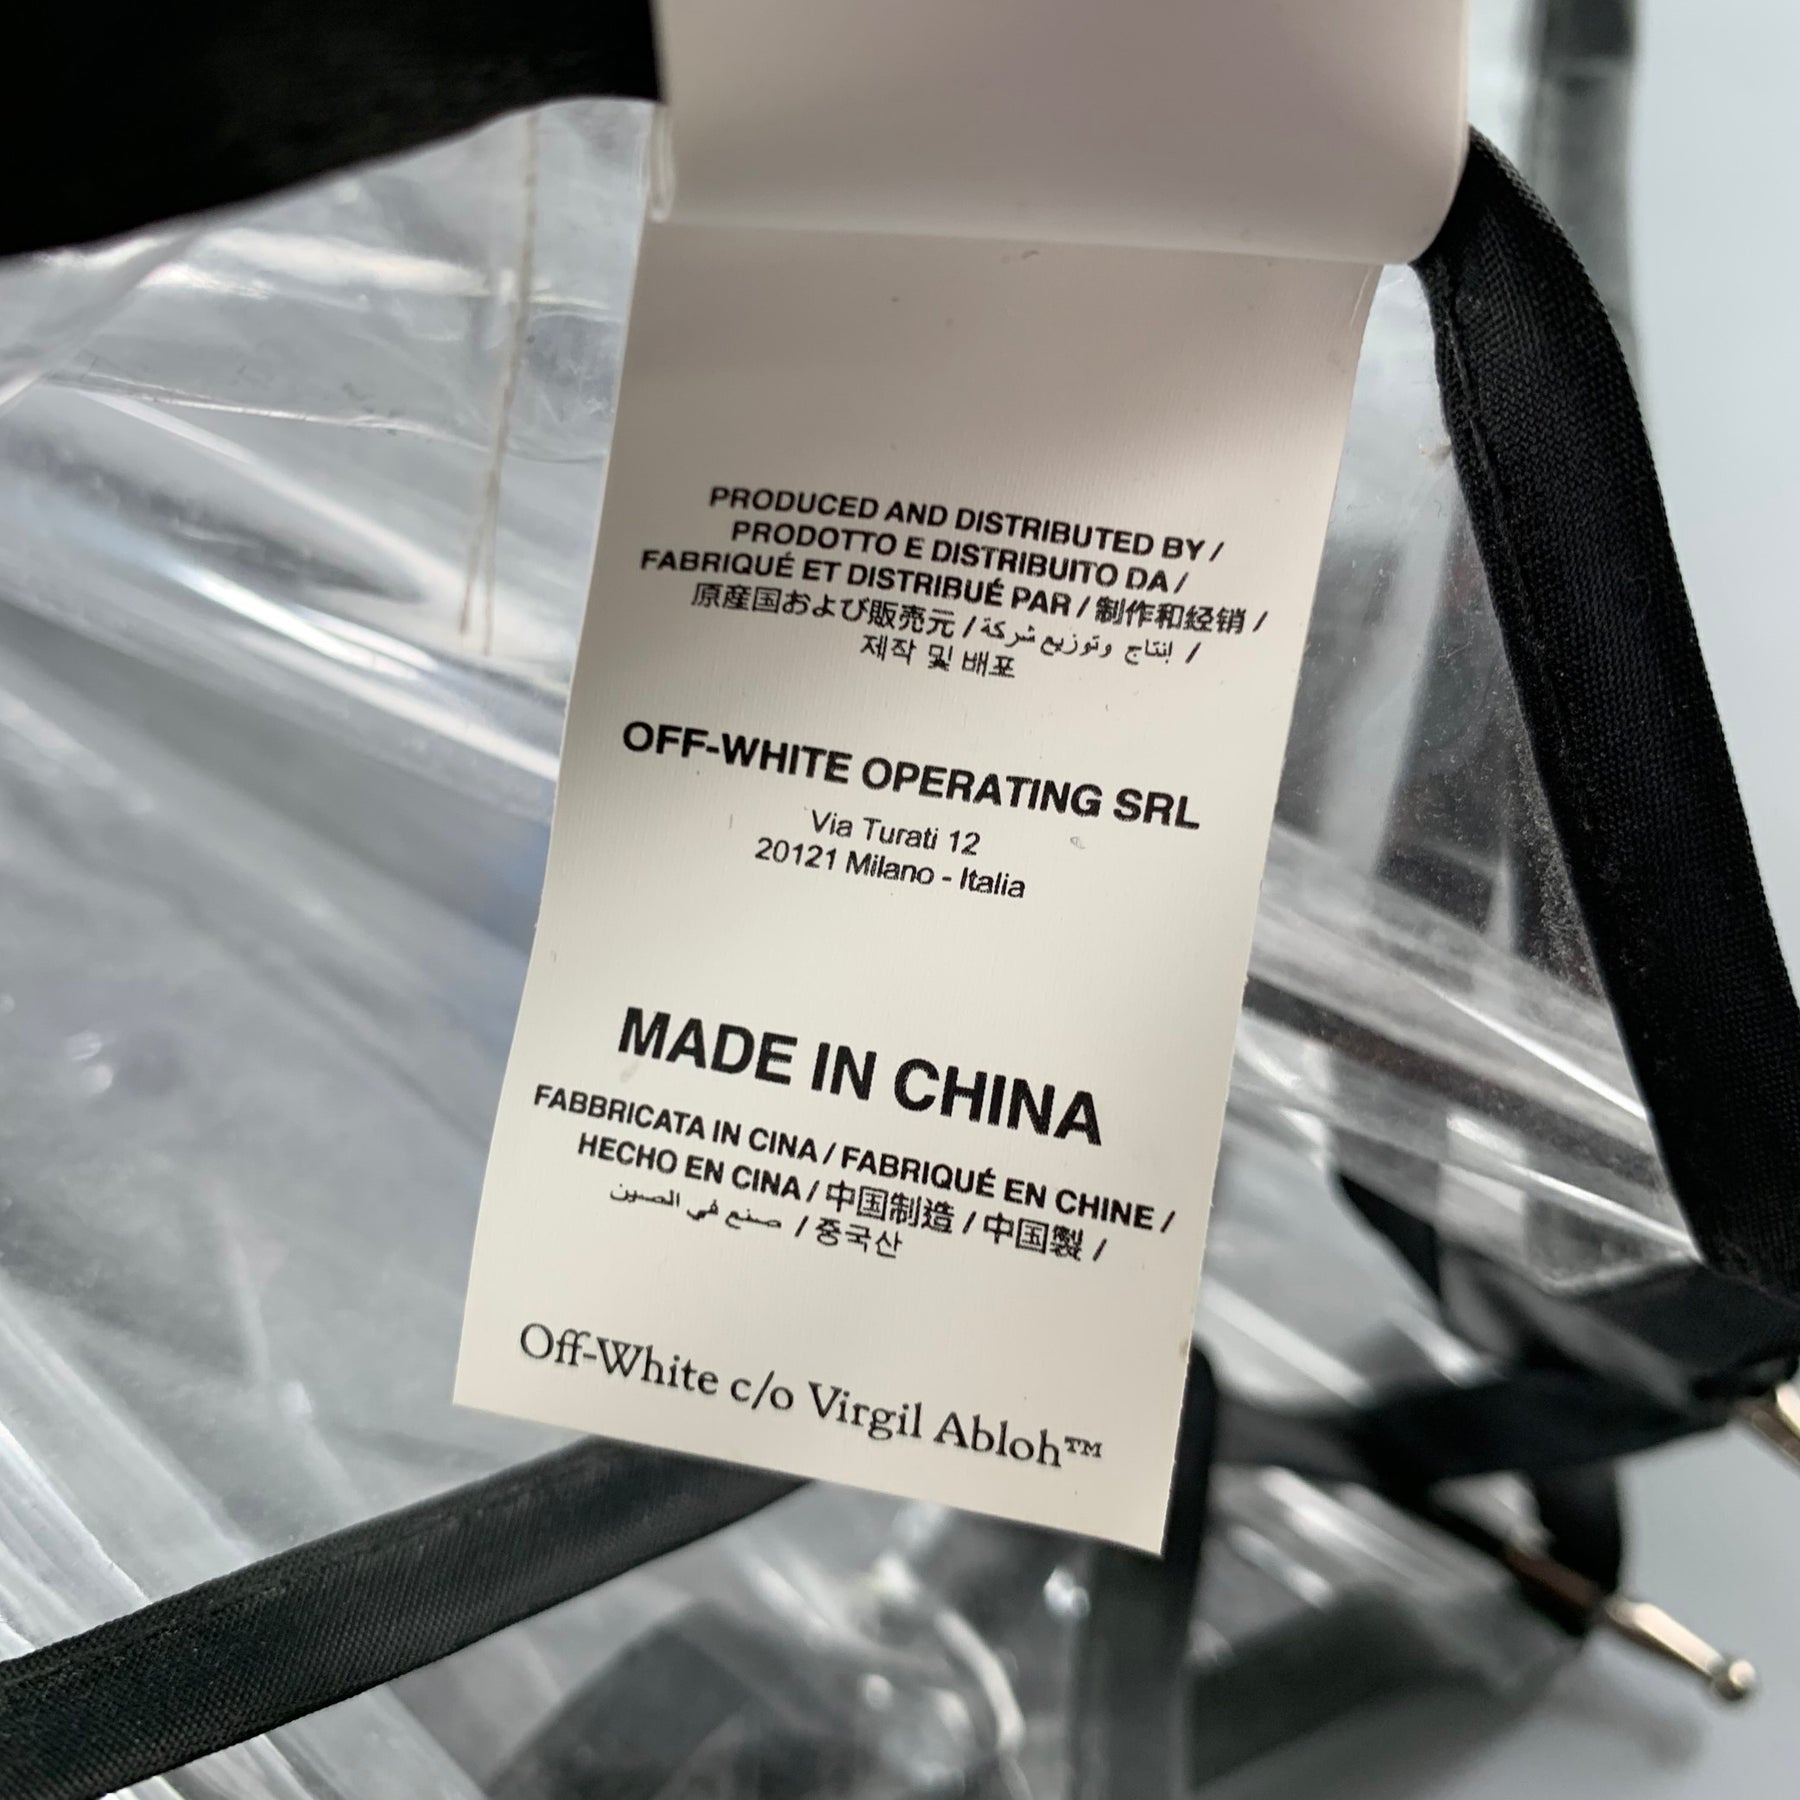 PRODUCED AND DISTRIBUTED BY /
PRODOTTO E DISTRIBUITO DA /
FABRIQUÉ ET DISTRIBUÉ PAR / 制作和经销 /
原産国および販売元 / إنتاج وتوزيع شركة /
제작 및 배포
OFF-WHITE OPERATING SRL
Via Turati 12
20121 Milano - Italia
MADE IN CHINA
FABBRICATA IN CINA / FABRIQUÉ EN CHINE /
HECHO EN CINA / 中国制造 / 中国製 /
صنع في الصين / 중국산
Off-White c/o Virgil Abloh™